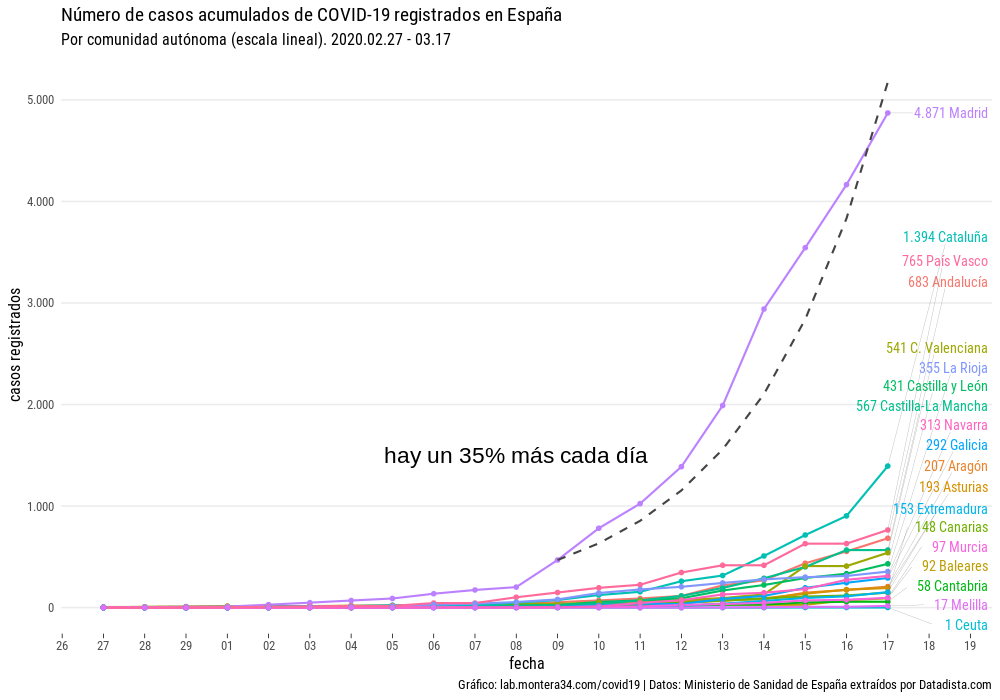 Número de casos acumulados de COVID-19 registrados en España
Por comunidad autónoma (escala lineal). 2020.02.27 - 03.17
casos registrados
5.000
4.000
3.000
2.000
1.000
0
hay un 35% más cada día
4.871 Madrid
1.394 Cataluña
765 País Vasco
683 Andalucía
541 C. Valenciana
355 La Rioja
431 Castilla y León
567 Castilla-La Mancha
313 Navarra
292 Galicia
207 Aragón
193 Asturias
153 Extremadura
148 Canarias
97 Murcia
92 Baleares
58 Cantabria
17 Melilla
1 Ceuta
26 27 28 29 01 02 03 04 05 06 07 08 09 10 11 12 13 14 15 16 17 18 19
fecha
Gráfico: lab.montera34.com/covid19 | Datos: Ministerio de Sanidad de España extraídos por Datadista.com